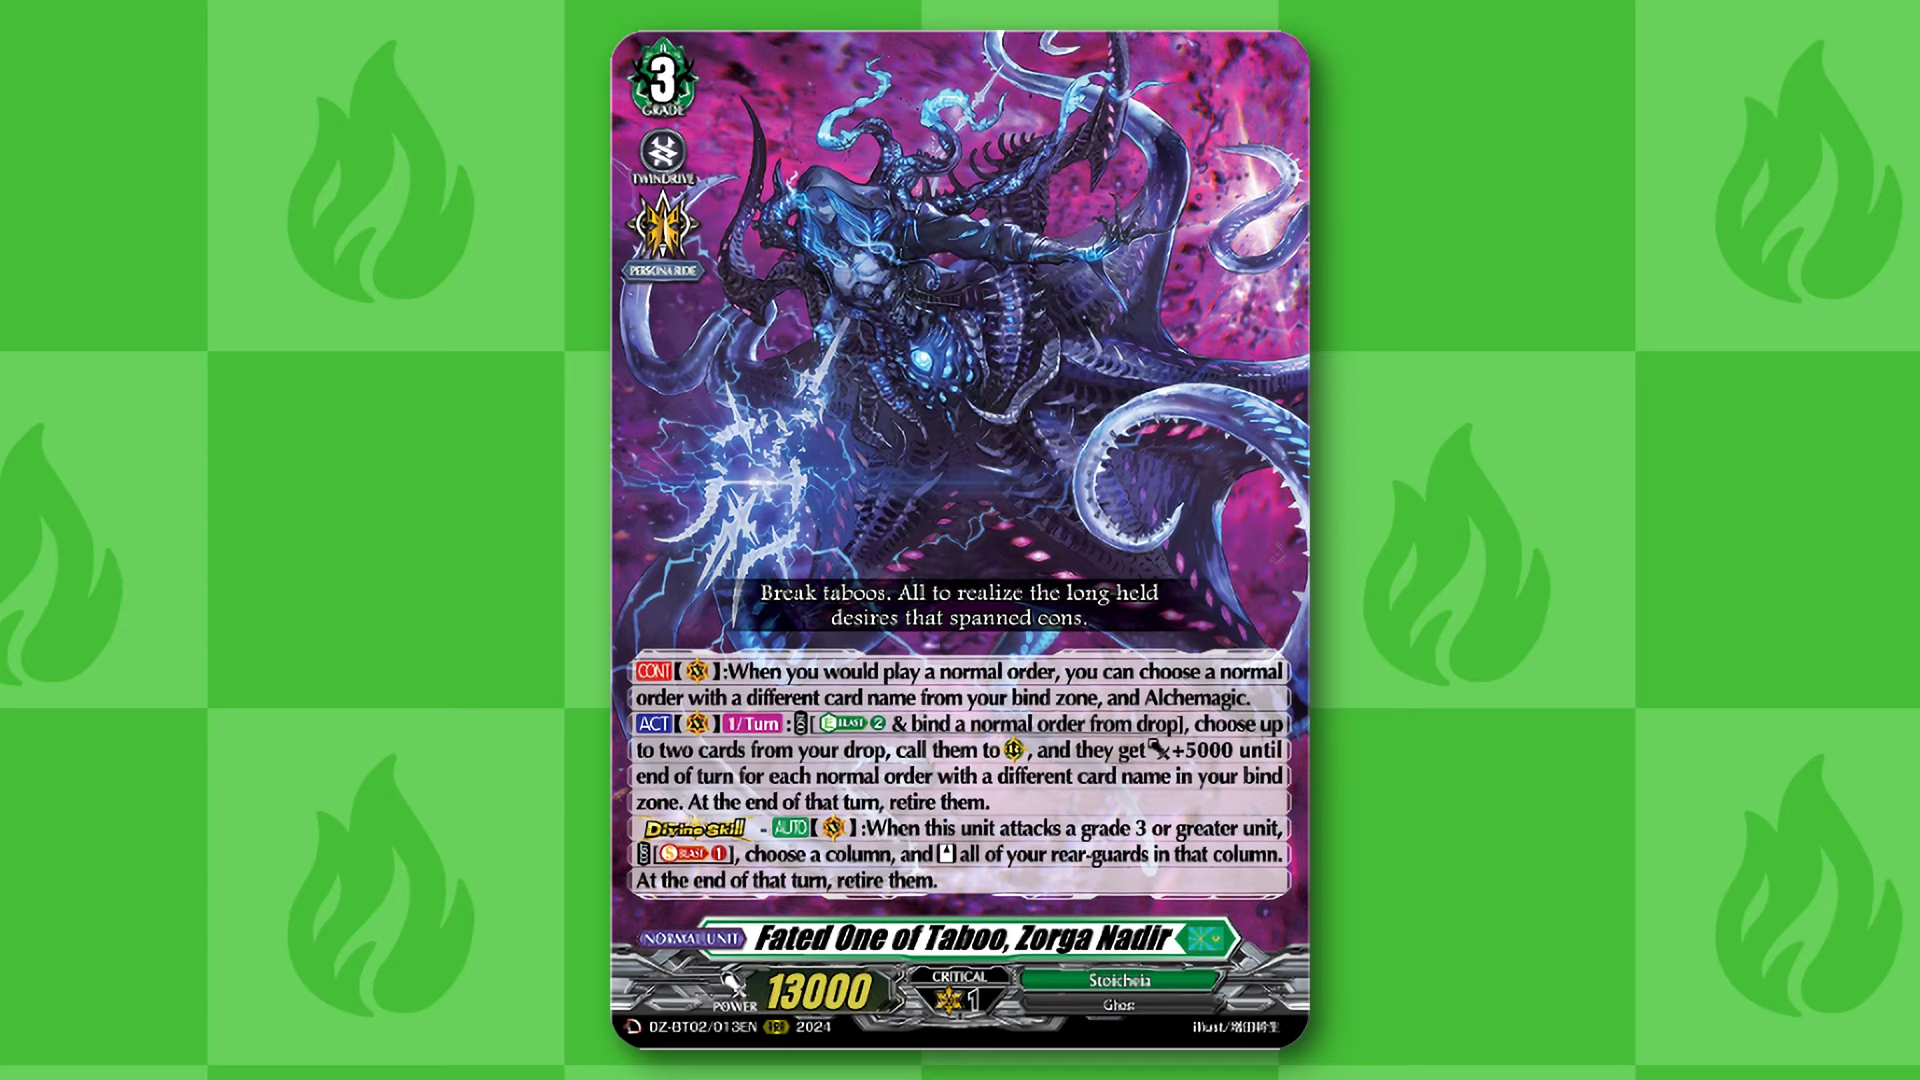 3
GRADE
TWINDRIVE
PERSONA RIDE
Break taboos. All to realize the long-held
desires that spanned eons.
CONT【 】:When you would play a normal order, you can choose a normal
order with a different card name from your bind zone, and Alchemagic.
ACT【 】1/Turn :COST[ E BLAST 2 & bind a normal order from drop], choose up
to two cards from your drop, call them to R, and they get +5000 until
end of turn for each normal order with a different card name in your bind
zone. At the end of that turn, retire them.
Divine Skill - AUTO【 】:When this unit attacks a grade 3 or greater unit,
COST[S BLAST 1], choose a column, and all of your rear-guards in that column.
At the end of that turn, retire them.
NORMAL UNIT Fated One of Taboo, Zorga Nadir
POWER 13000 CRITICAL 1 Stoicheia
Ghost
D DZ-BT02/013EN RRR 2024 illust/